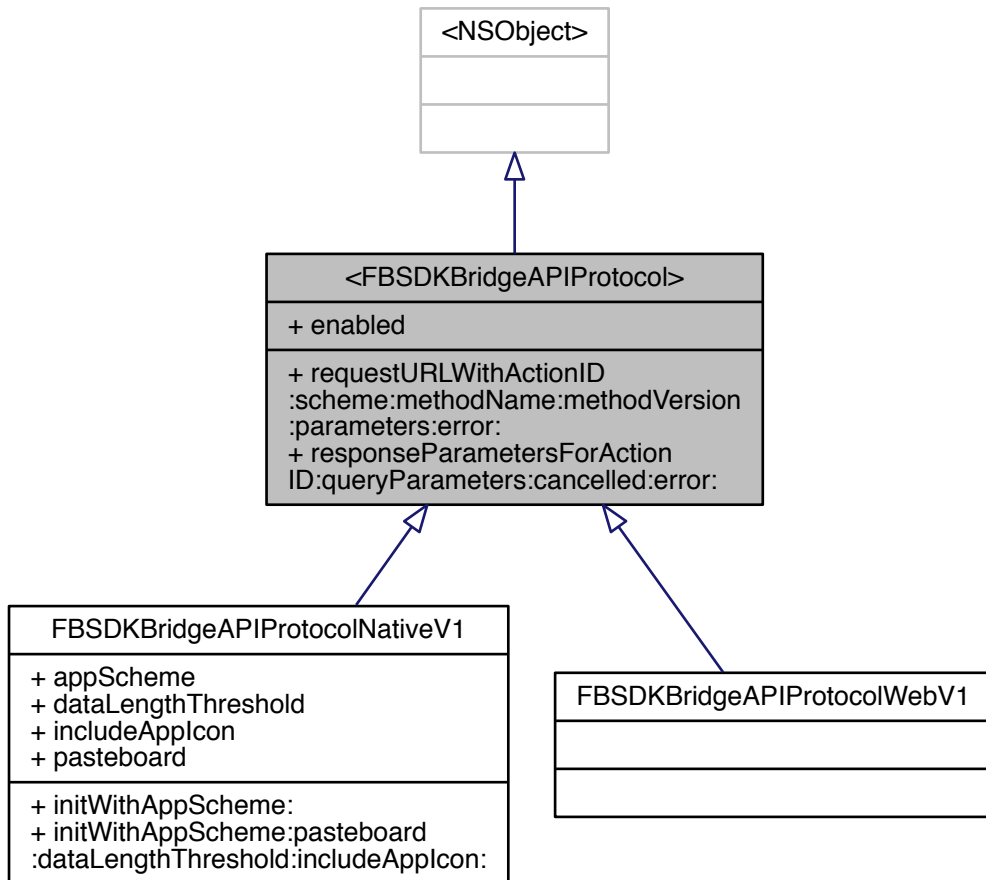 <NSObject>
<FBSDKBridgeAPIProtocol>
+ enabled
+ requestURLWithActionID
:scheme:methodName:methodVersion
:parameters:error:
+ responseParametersForAction
ID:queryParameters:cancelled:error:
FBSDKBridgeAPIProtocolNativeV1
+ appScheme
+ dataLengthThreshold
+ includeAppIcon
+ pasteboard
+ initWithAppScheme:
+ initWithAppScheme:pasteboard
:dataLengthThreshold:includeAppIcon:
FBSDKBridgeAPIProtocolWebV1